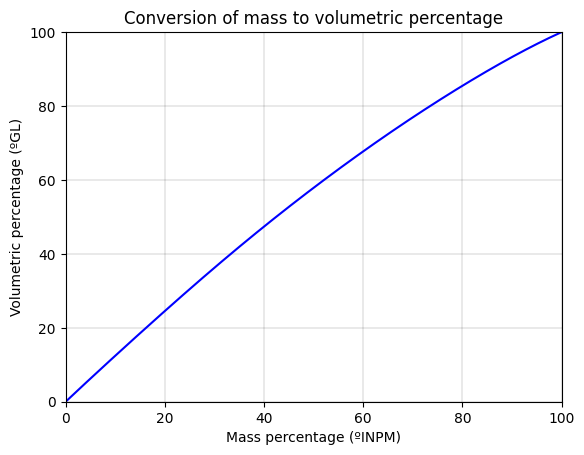 Conversion of mass to volumetric percentage
100
80
60
40
20
0
Volumetric percentage (ºGL)
0 20 40 60 80 100
Mass percentage (ºINPM)